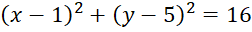 (x − 1)² + (y − 5)² = 16